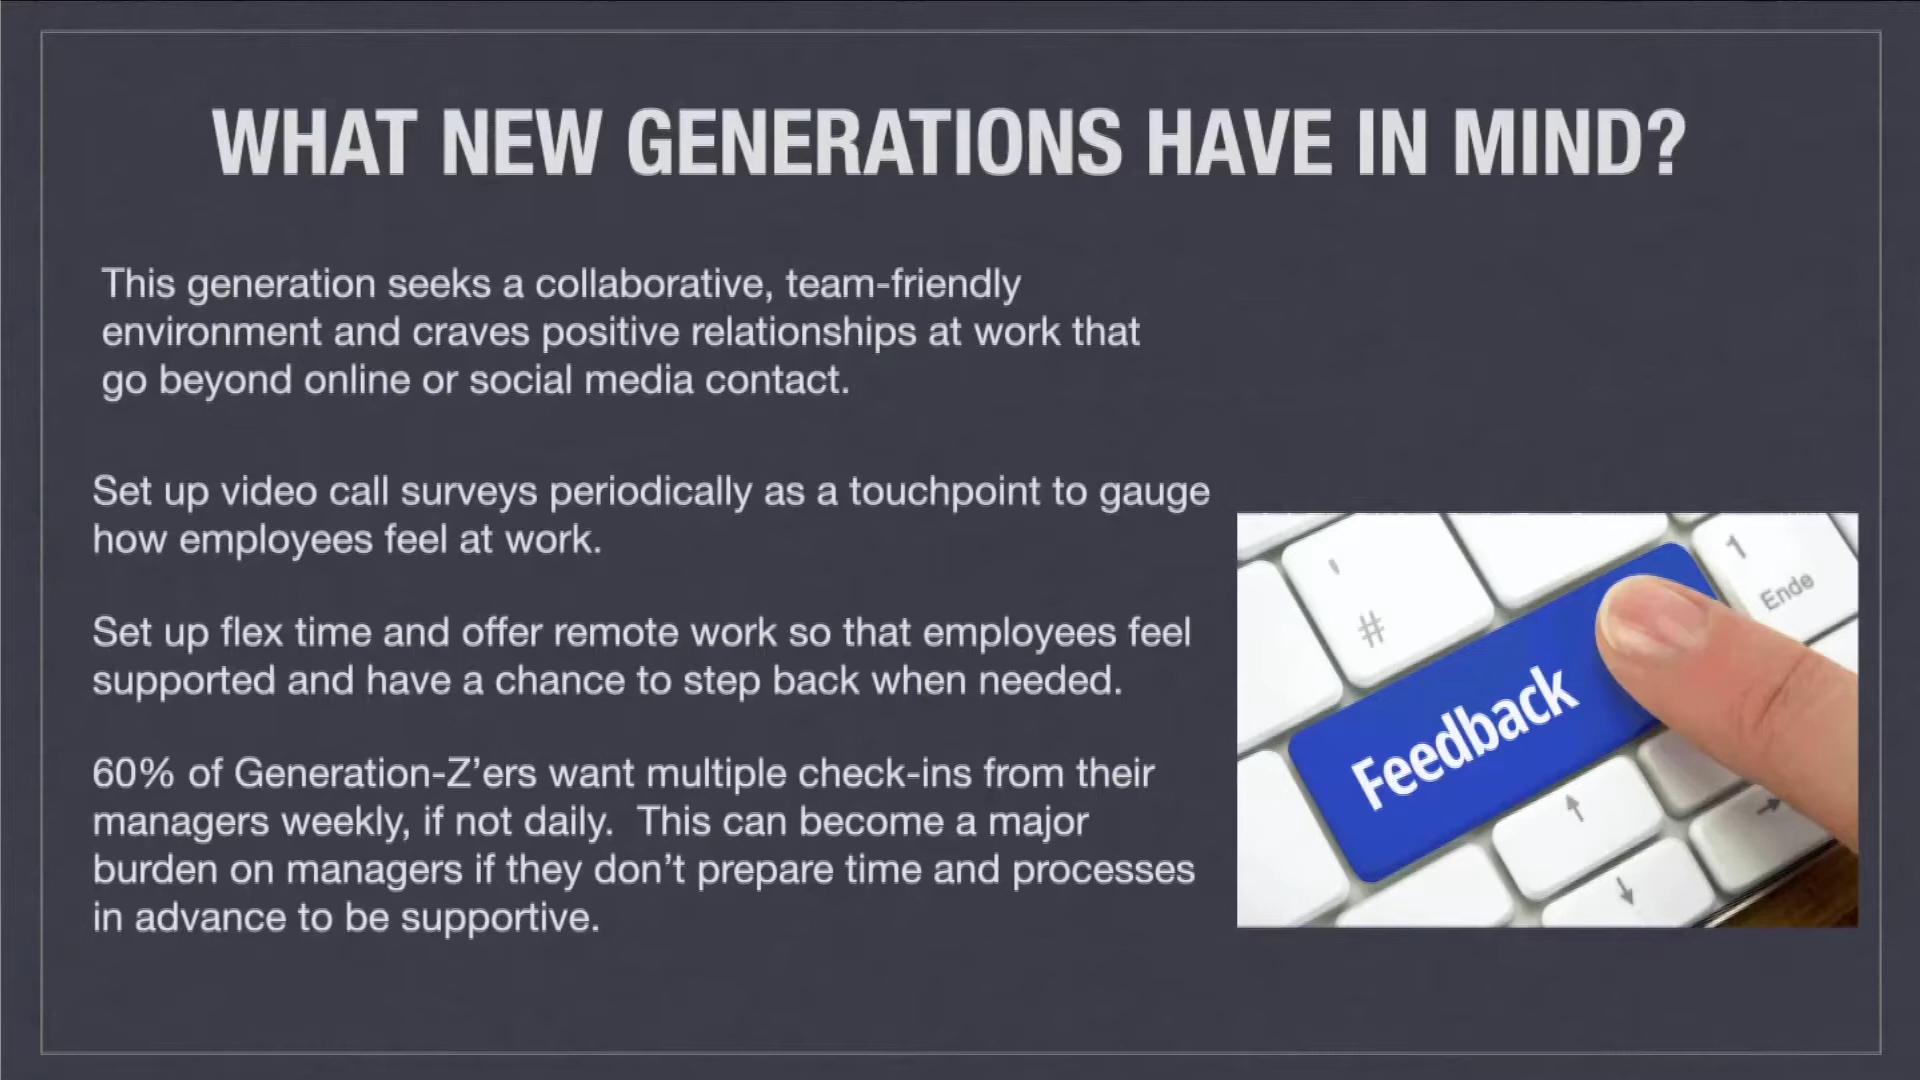 WHAT NEW GENERATIONS HAVE IN MIND?
This generation seeks a collaborative, team-friendly
environment and craves positive relationships at work that
go beyond online or social media contact.
Set up video call surveys periodically as a touchpoint to gauge
how employees feel at work.
Set up flex time and offer remote work so that employees feel
supported and have a chance to step back when needed.
60% of Generation-Z’ers want multiple check-ins from their
managers weekly, if not daily.  This can become a major
burden on managers if they don’t prepare time and processes
in advance to be supportive.
'
#
1
Ende
Feedback
↑
→
↓